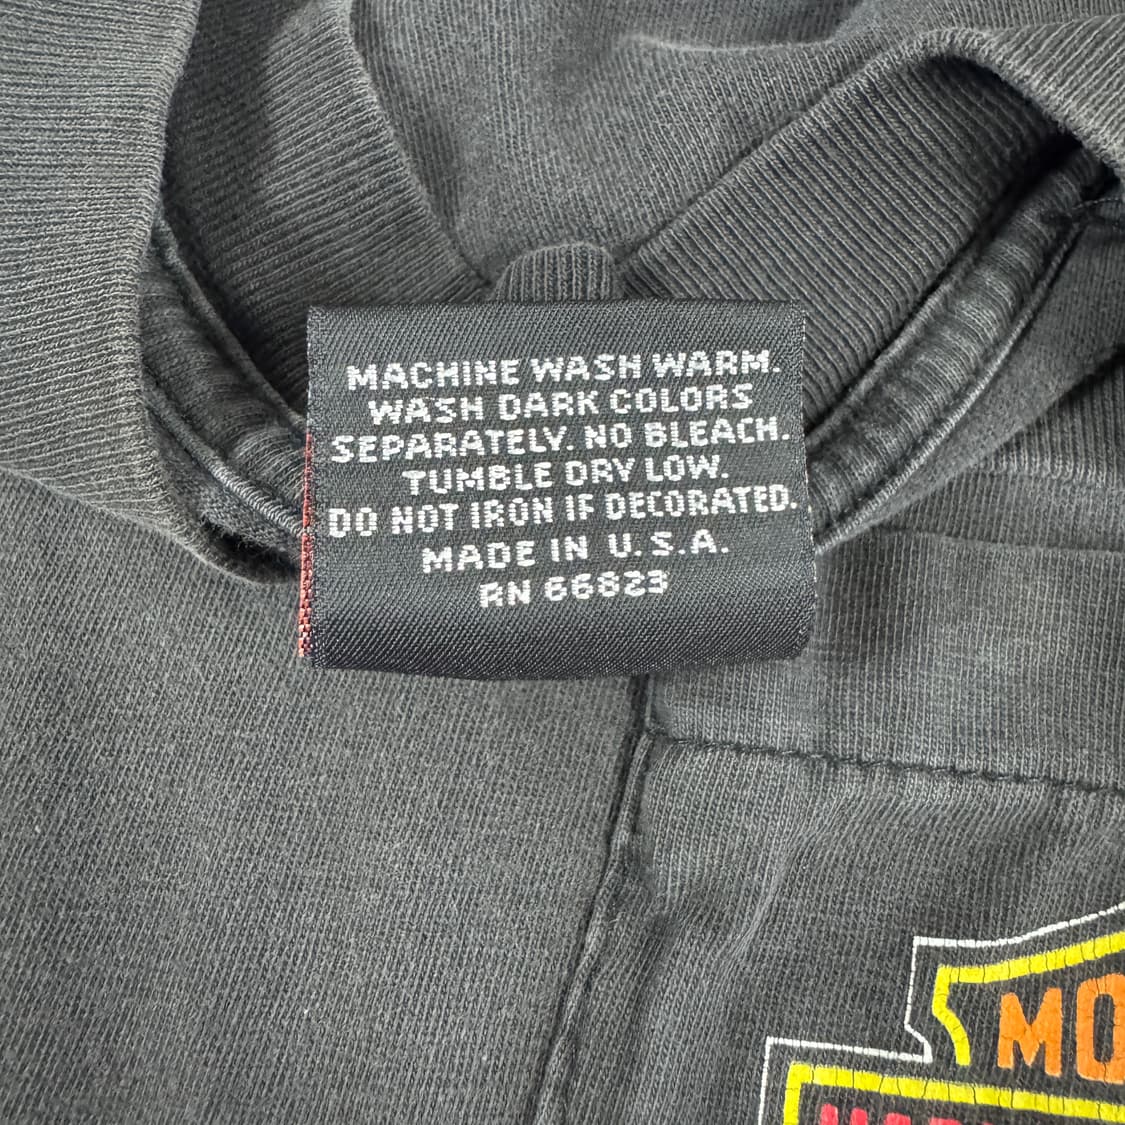 MACHINE WASH WARM.
WASH DARK COLORS
SEPARATELY. NO BLEACH.
TUMBLE DRY LOW.
DO NOT IRON IF DECORATED.
MADE IN U.S.A.
RN 66823
MO